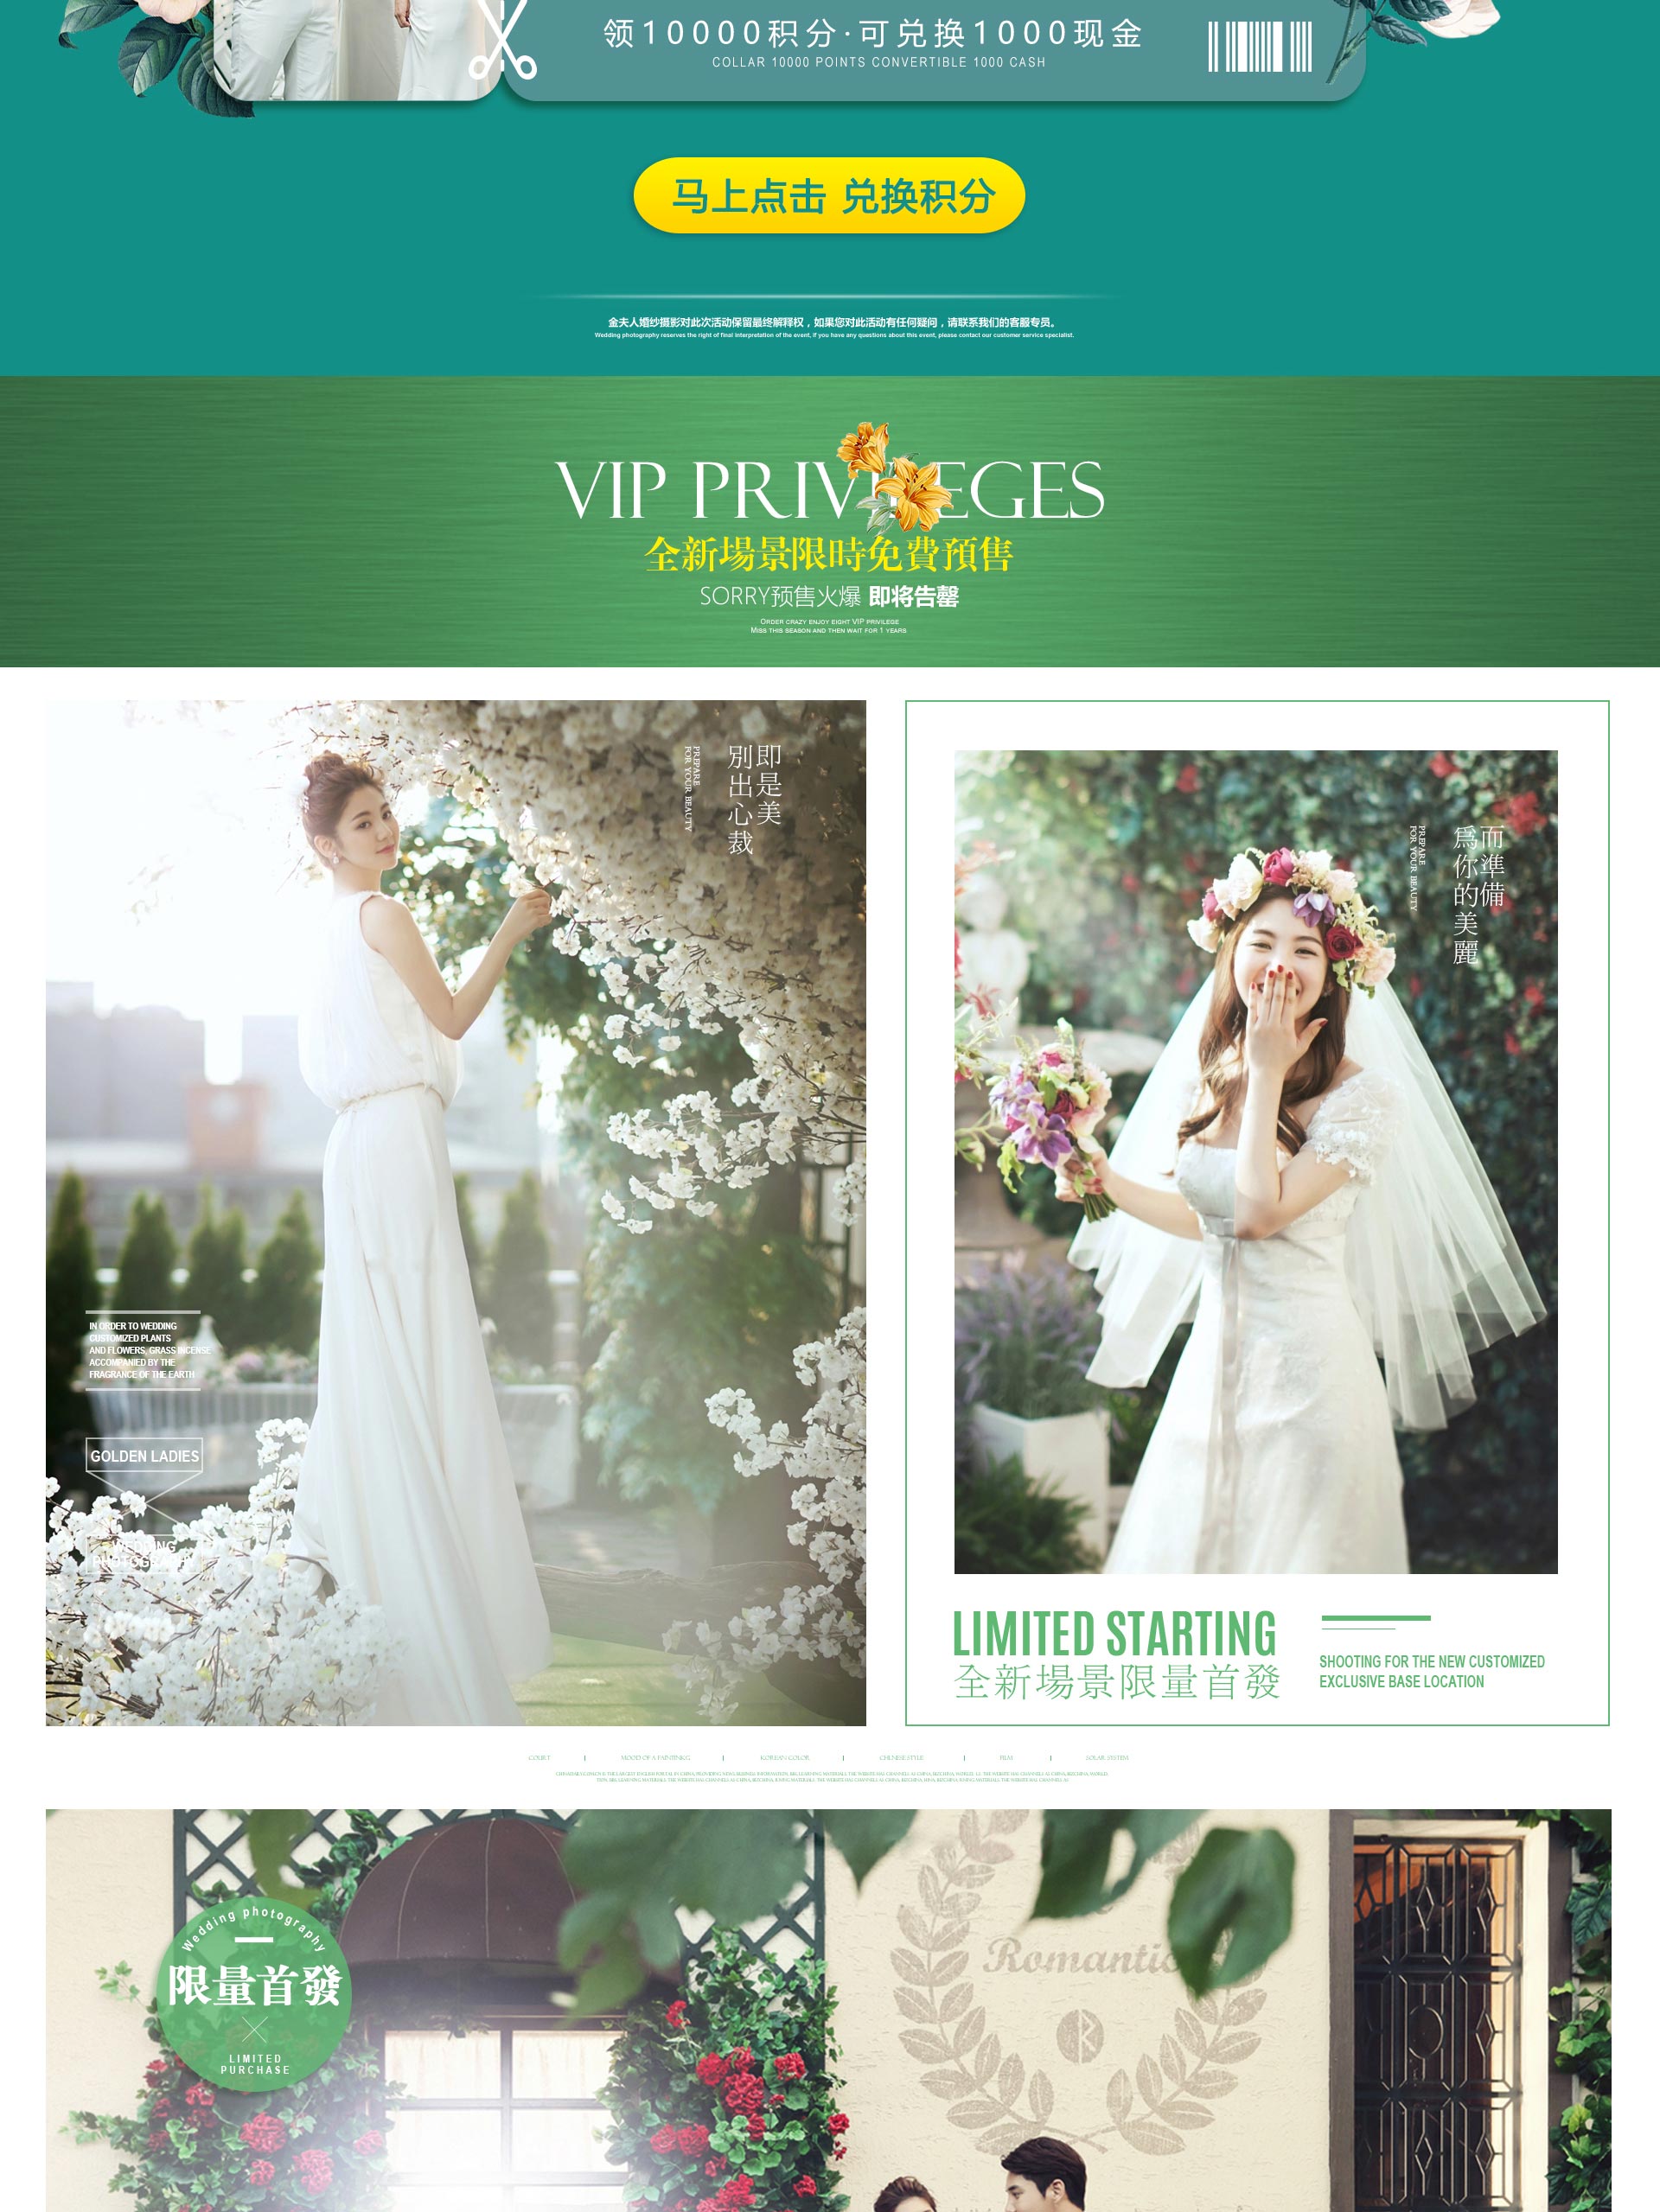 领10000积分·可兑换1000现金
COLLAR 10000 POINTS CONVERTIBLE 1000 CASH
马上点击 兑换积分
金夫人婚纱摄影对此次活动保留最终解释权，如果您对此活动有任何疑问，请联系我们的客服专员。
Wedding photography reserves the right of final interpretation of the event, If you have any questions about this event, please contact our customer service specialist.
VIP PRIVILEGES
全新場景限時免費預售
SORRY预售火爆 即将告罄
ORDER CRAZY ENJOY EIGHT VIP PRIVILEGE
MISS THIS SEASON AND THEN WAIT FOR 1 YEARS
即是美
別出心裁
PREPARE
FOR YOUR BEAUTY
IN ORDER TO WEDDING
CUSTOMIZED PLANTS
AND FLOWERS, GRASS INCENSE
ACCOMPANIED BY THE
FRAGRANCE OF THE EARTH
GOLDEN LADIES
WEDDING
PHOTOGRAPHY
而準備
爲你的美麗
PREPARE
FOR YOUR BEAUTY
LIMITED STARTING
全新場景限量首發
SHOOTING FOR THE NEW CUSTOMIZED
EXCLUSIVE BASE LOCATION
COURT | MOOD OF A PAINTING | KOREAN COLOR | CHINESE STYLE | FILM | SOLAR SYSTEM
Wedding photography
限量首發
LIMITED
PURCHASE
Romantic